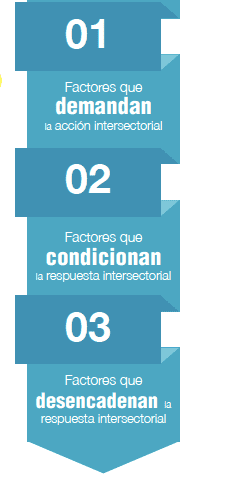 01
Factores que
demandan
la acción intersectorial
02
Factores que
condicionan
la respuesta intersectorial
03
Factores que
desencadenan la
respuesta intersectorial